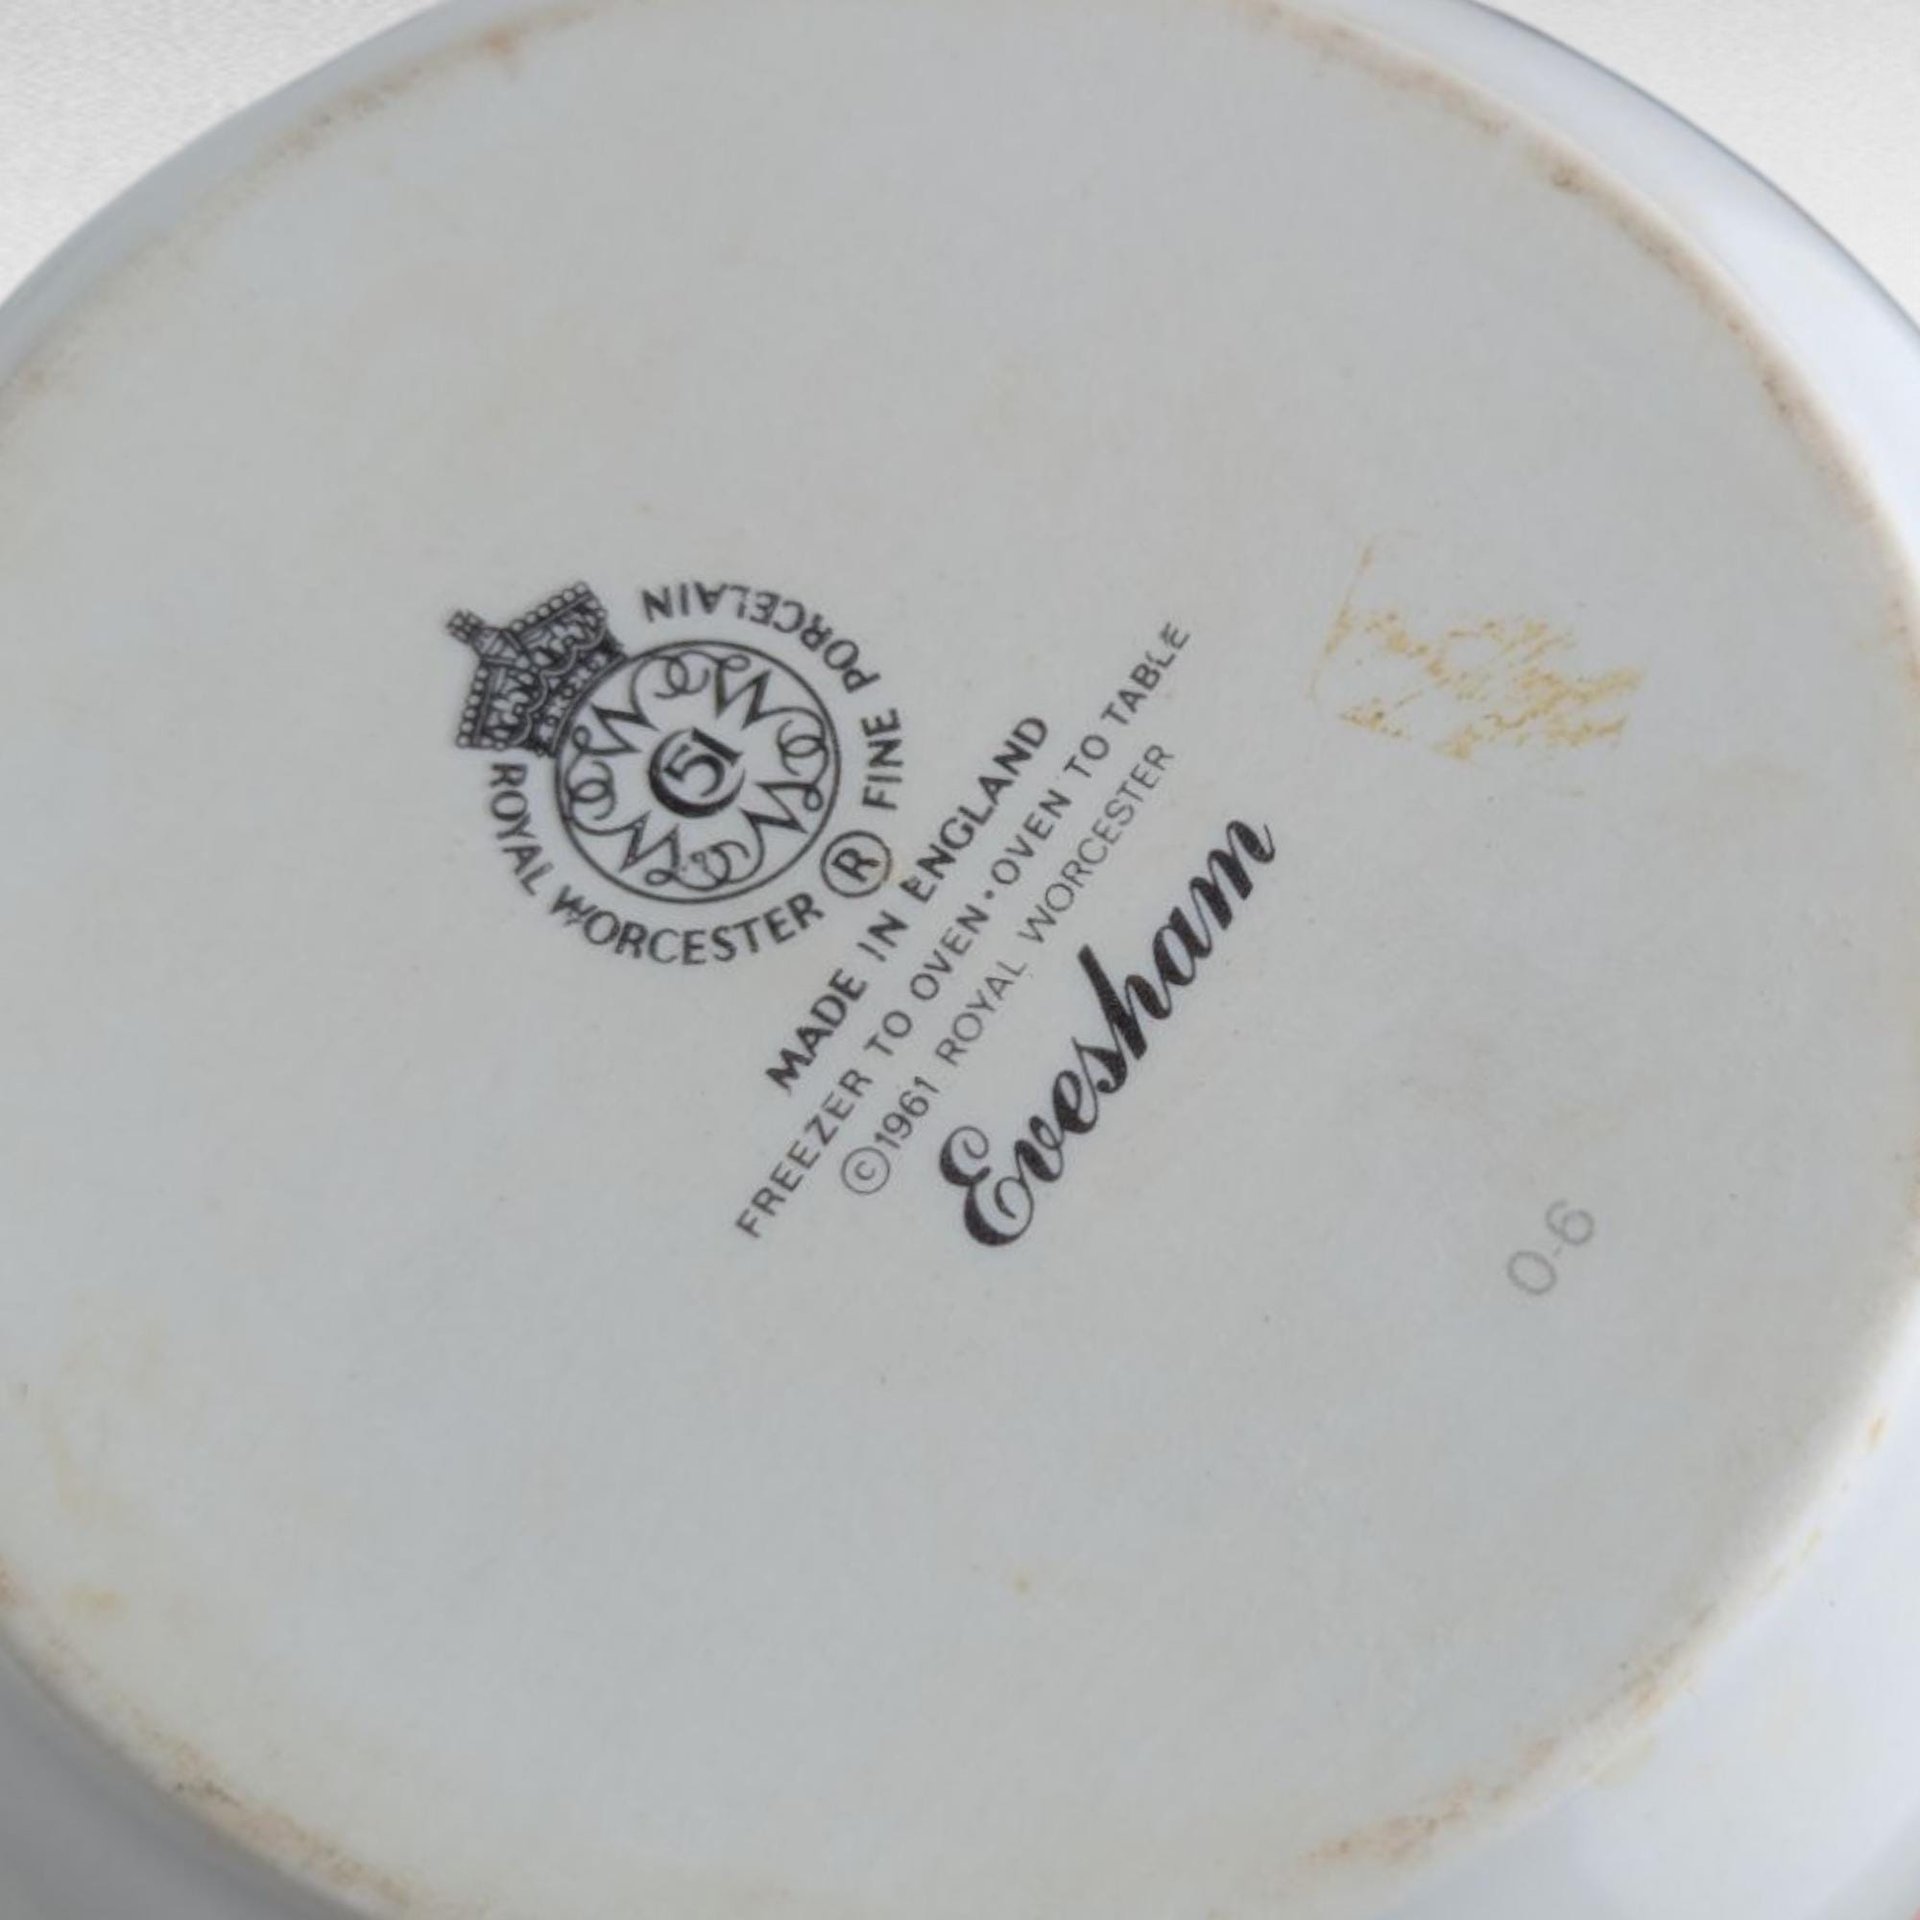 ROYAL WORCESTER ® FINE PORCELAIN
51
MADE IN ENGLAND
FREEZER TO OVEN • OVEN TO TABLE
©1961 ROYAL WORCESTER
Evesham
0-6